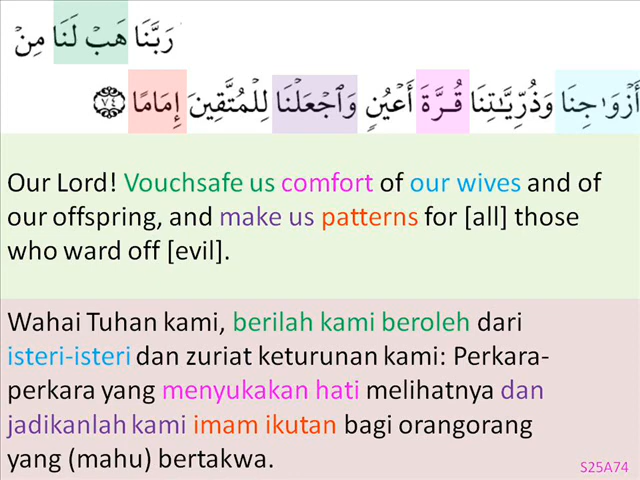 رَبَّنَا هَبْ لَنَا مِنْ
أَزْوَٰجِنَا وَذُرِّيَّـٰتِنَا قُرَّةَ أَعْيُنٍ وَٱجْعَلْنَا لِلْمُتَّقِينَ إِمَامًا ٧٤
Our Lord! Vouchsafe us comfort of our wives and of
our offspring, and make us patterns for [all] those
who ward off [evil].
Wahai Tuhan kami, berilah kami beroleh dari
isteri-isteri dan zuriat keturunan kami: Perkara-
perkara yang menyukakan hati melihatnya dan
jadikanlah kami imam ikutan bagi orangorang
yang (mahu) bertakwa.
S25A74